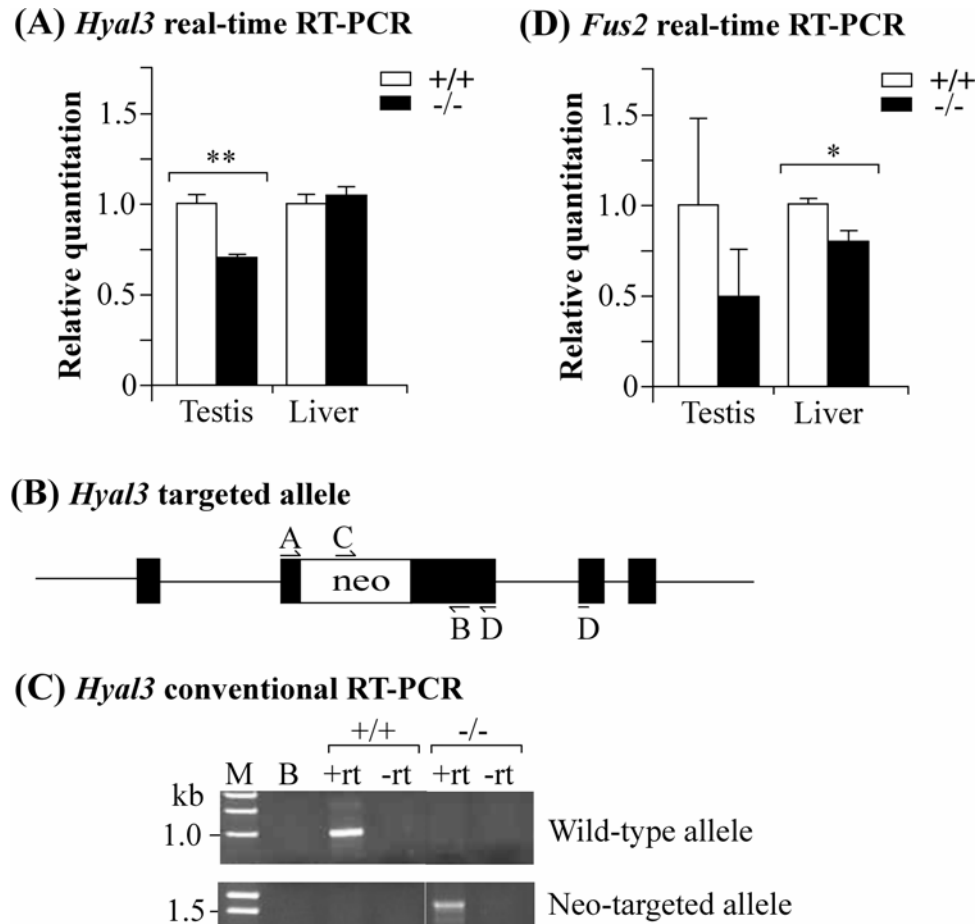 (A) Hyal3 real-time RT-PCR
+/+
-/-
Relative quantitation
1.5
1.0
0.5
0
**
Testis Liver
(D) Fus2 real-time RT-PCR
+/+
-/-
Relative quantitation
1.5
1.0
0.5
0
*
Testis Liver
(B) Hyal3 targeted allele
A C
neo
B D D
(C) Hyal3 conventional RT-PCR
+/+ -/-
M B +rt -rt +rt -rt
kb
1.0 Wild-type allele
1.5 Neo-targeted allele